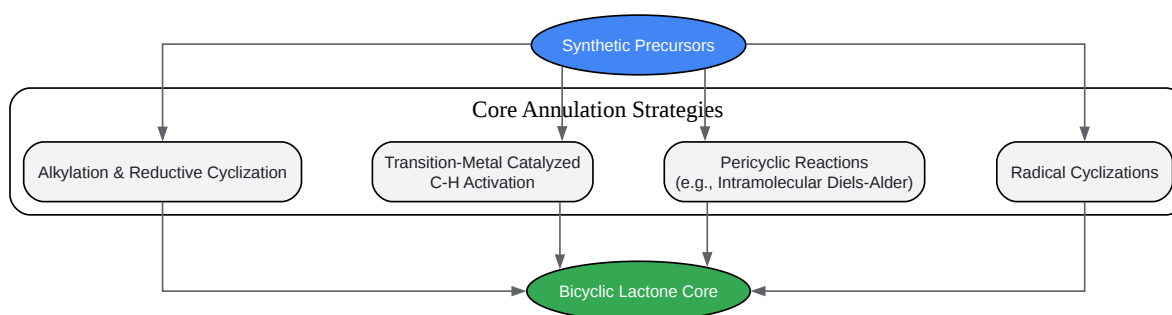 Synthetic Precursors
Core Annulation Strategies
Alkylation & Reductive Cyclization
Transition-Metal Catalyzed
C-H Activation
Pericyclic Reactions
(e.g., Intramolecular Diels-Alder)
Radical Cyclizations
Bicyclic Lactone Core